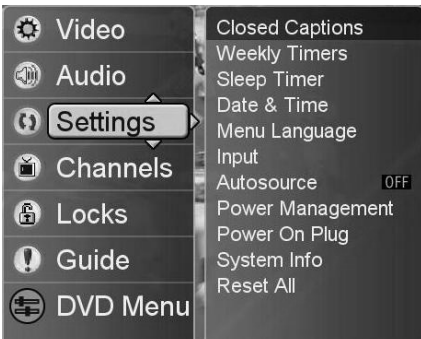 Video
Audio
Settings
Channels
Locks
Guide
DVD Menu
Closed Captions
Weekly Timers
Sleep Timer
Date & Time
Menu Language
Input
Autosource OFF
Power Management
Power On Plug
System Info
Reset All